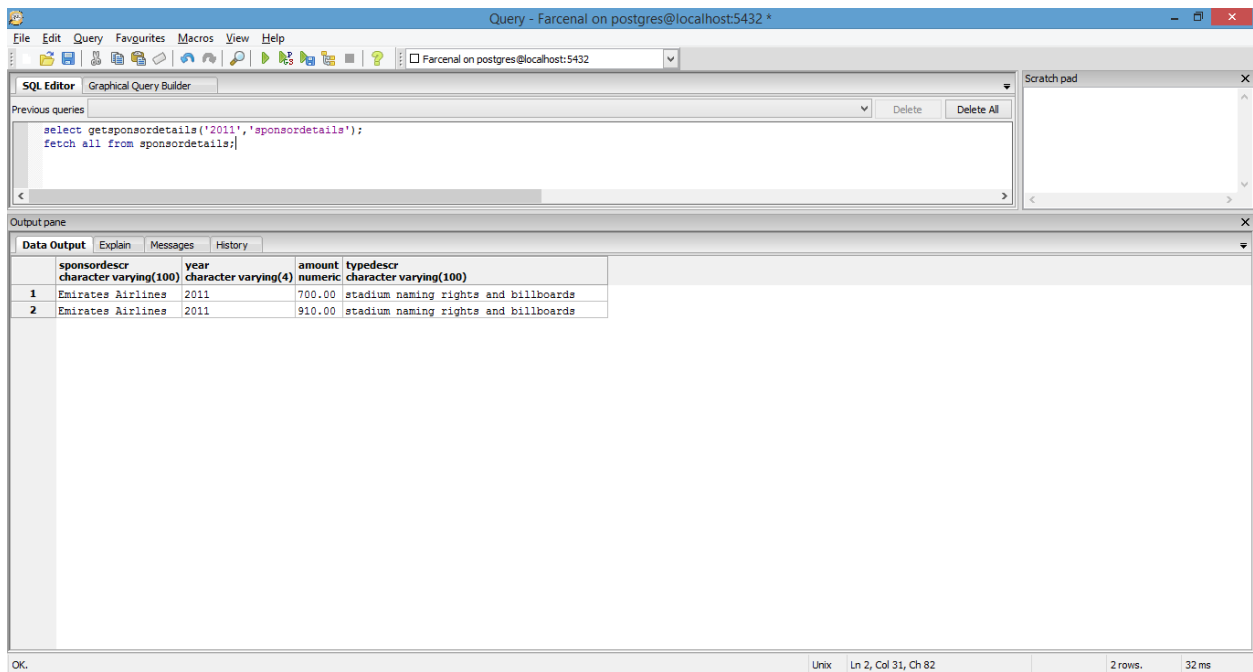 Query - Farcenal on postgres@localhost:5432 *
File Edit Query Favourites Macros View Help
Farcenal on postgres@localhost:5432
SQL Editor Graphical Query Builder
Scratch pad
Previous queries Delete Delete All
select getsponsordetails('2011','sponsordetails');
fetch all from sponsordetails;
Output pane
Data Output Explain Messages History
sponsordescr year amount typedescr
character varying(100) character varying(4) numeric character varying(100)
1 Emirates Airlines 2011 700.00 stadium naming rights and billboards
2 Emirates Airlines 2011 910.00 stadium naming rights and billboards
OK. Unix Ln 2, Col 31, Ch 82 2 rows. 32 ms